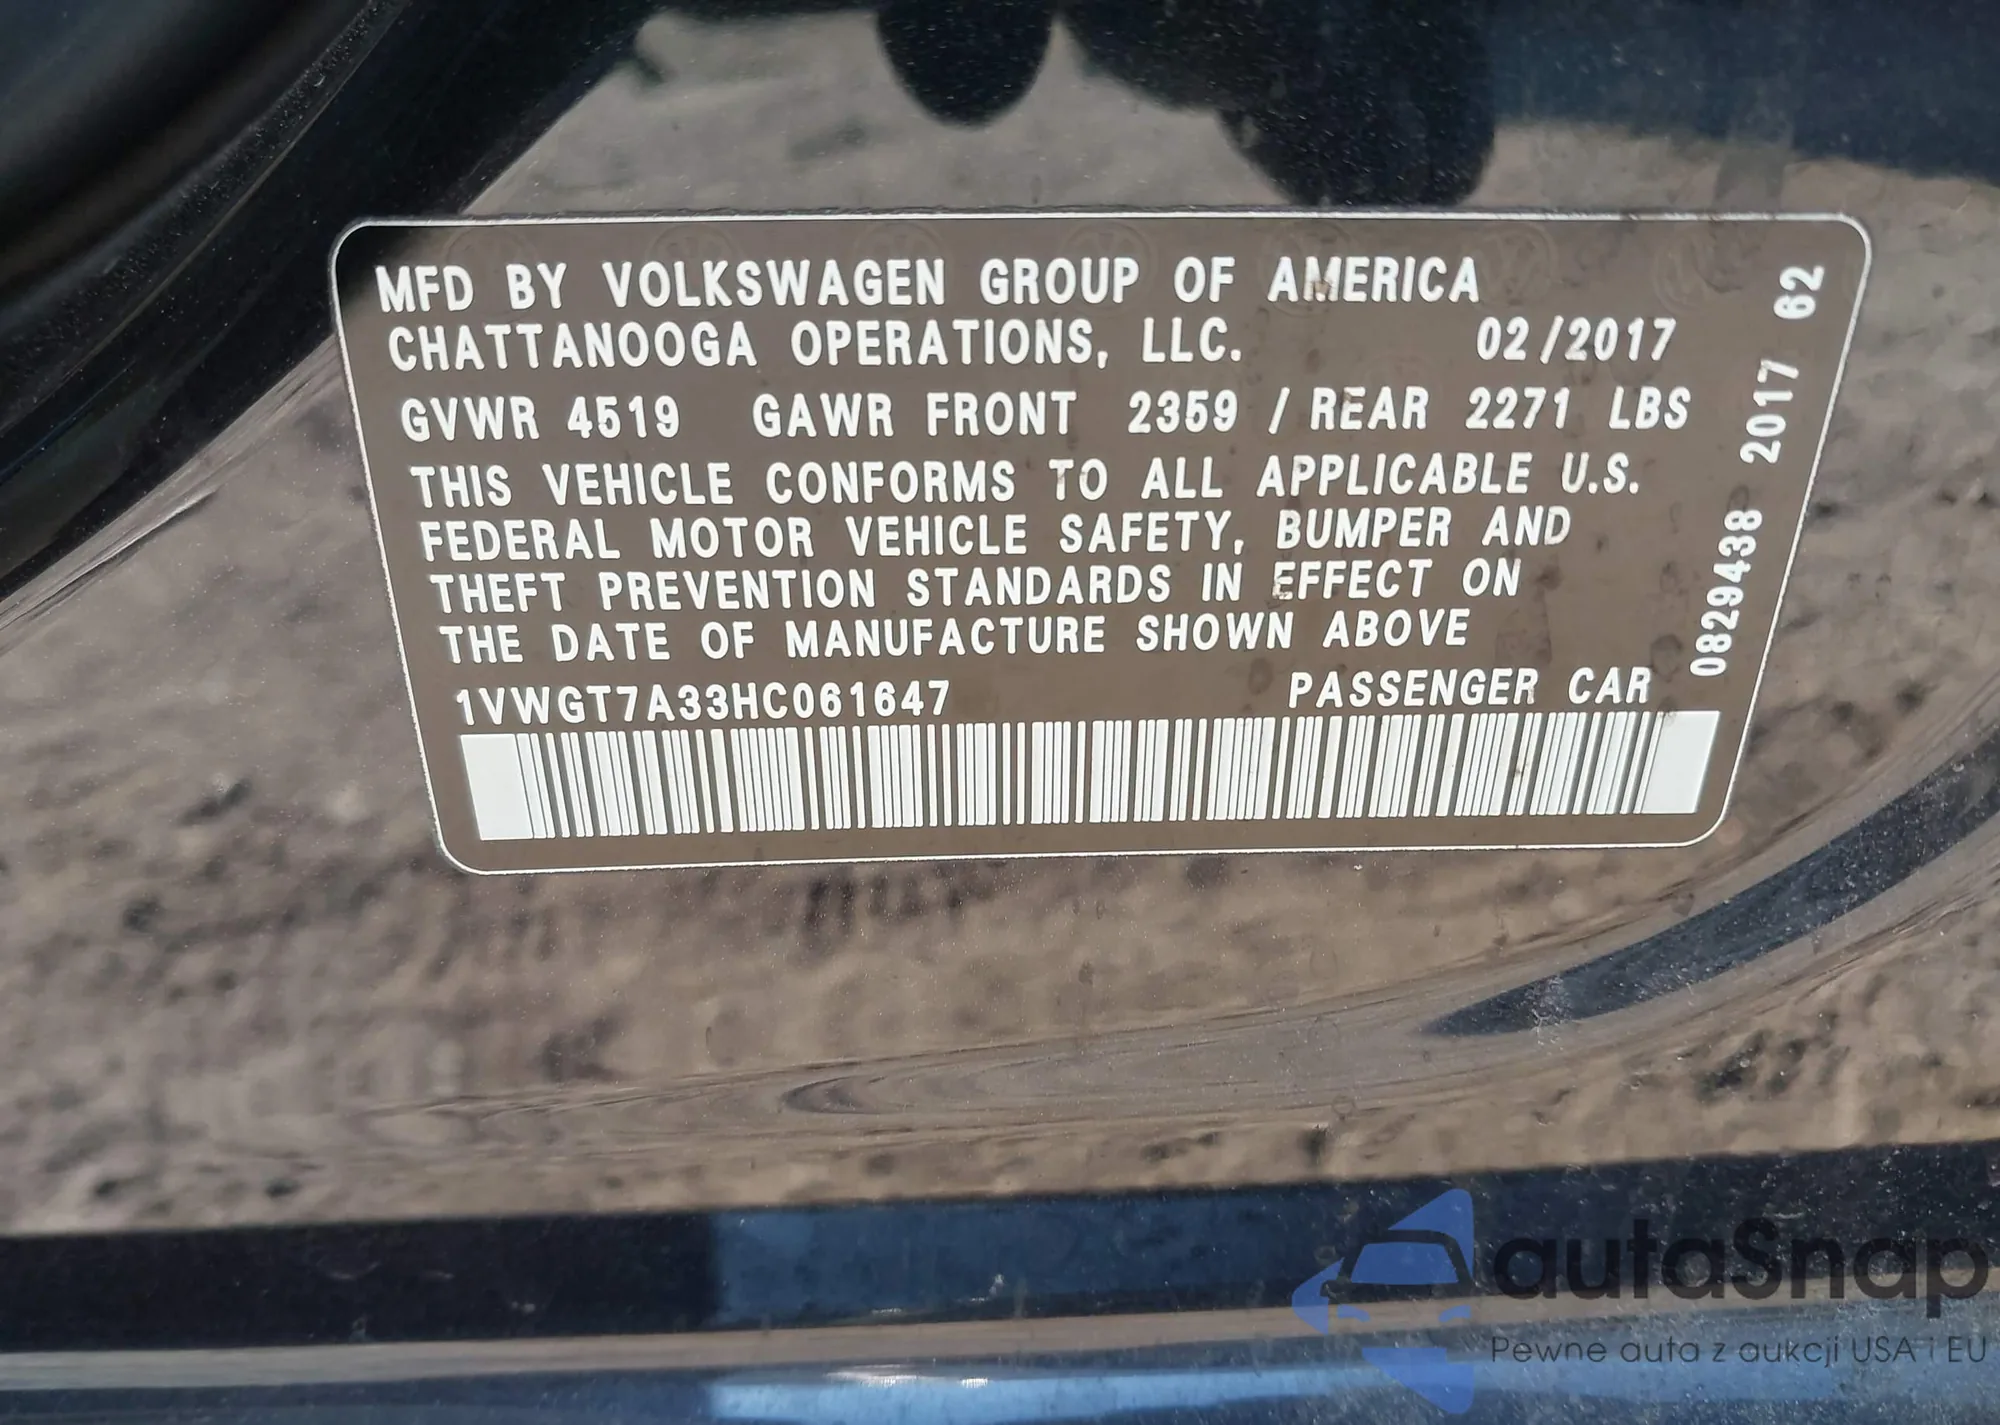 MFD BY VOLKSWAGEN GROUP OF AMERICA
CHATTANOOGA OPERATIONS, LLC. 02/2017
GVWR 4519 GAWR FRONT 2359 / REAR 2271 LBS
THIS VEHICLE CONFORMS TO ALL APPLICABLE U.S.
FEDERAL MOTOR VEHICLE SAFETY, BUMPER AND
THEFT PREVENTION STANDARDS IN EFFECT ON
THE DATE OF MANUFACTURE SHOWN ABOVE
1VWGT7A33HC061647 PASSENGER CAR
0829438 2017 62
autaSnap
Pewne auta z aukcji USA i EU